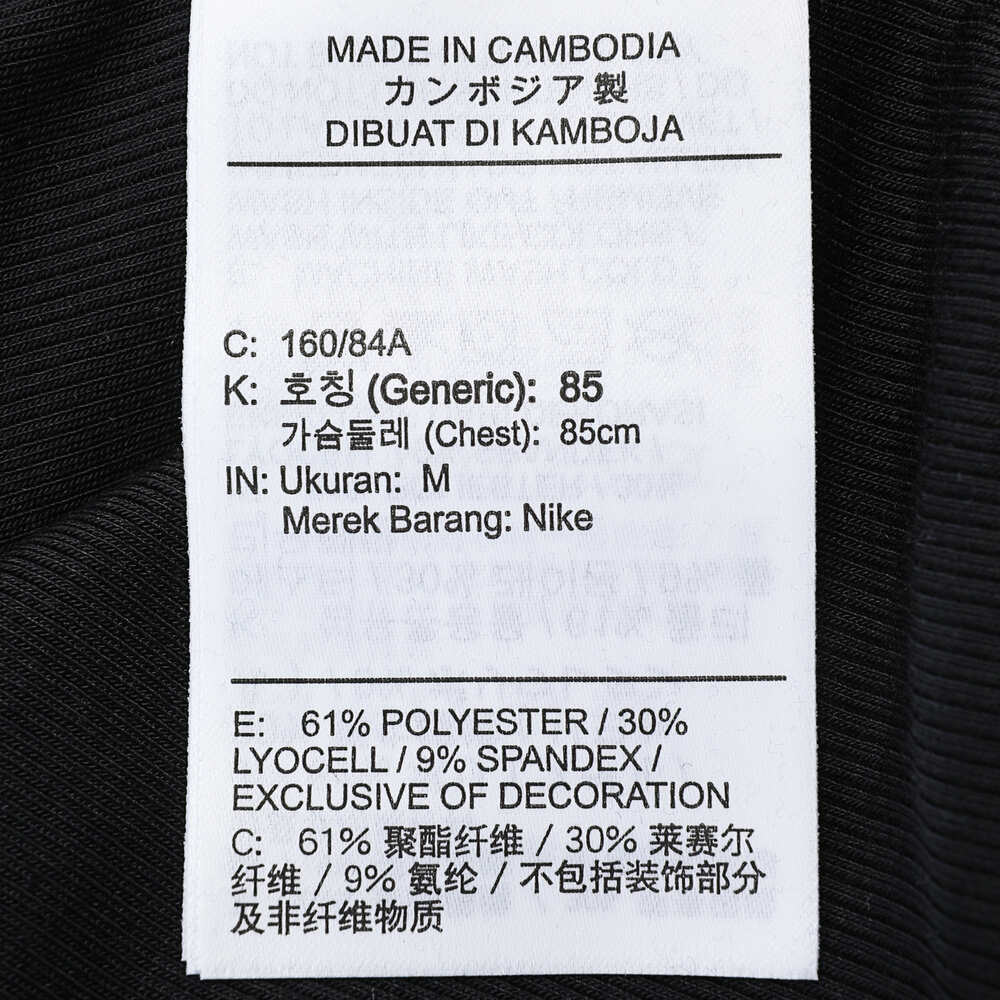 MADE IN CAMBODIA
カンボジア製
DIBUAT DI KAMBOJA
C: 160/84A
K: 호칭 (Generic): 85
가슴둘레 (Chest): 85cm
IN: Ukuran: M
Merek Barang: Nike
E: 61% POLYESTER / 30%
LYOCELL / 9% SPANDEX /
EXCLUSIVE OF DECORATION
C: 61% 聚酯纤维 / 30% 莱赛尔
纤维 / 9% 氨纶 / 不包括装饰部分
及非纤维物质